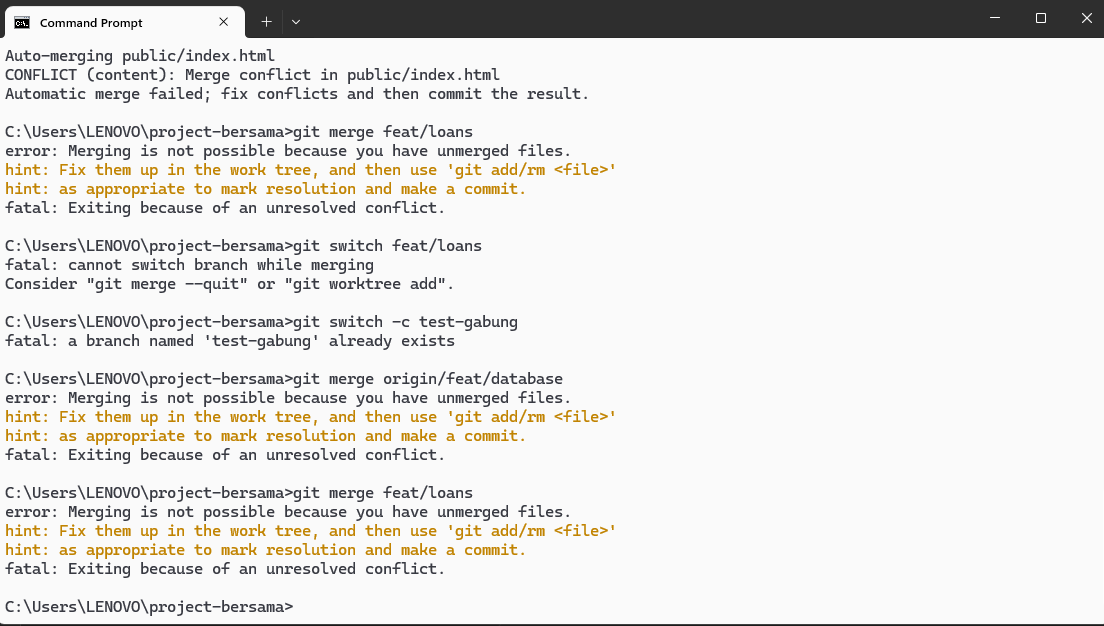 Command Prompt
Auto-merging public/index.html
CONFLICT (content): Merge conflict in public/index.html
Automatic merge failed; fix conflicts and then commit the result.
C:\Users\LENOVO\project-bersama>git merge feat/loans
error: Merging is not possible because you have unmerged files.
hint: Fix them up in the work tree, and then use 'git add/rm <file>'
hint: as appropriate to mark resolution and make a commit.
fatal: Exiting because of an unresolved conflict.
C:\Users\LENOVO\project-bersama>git switch feat/loans
fatal: cannot switch branch while merging
Consider "git merge --quit" or "git worktree add".
C:\Users\LENOVO\project-bersama>git switch -c test-gabung
fatal: a branch named 'test-gabung' already exists
C:\Users\LENOVO\project-bersama>git merge origin/feat/database
error: Merging is not possible because you have unmerged files.
hint: Fix them up in the work tree, and then use 'git add/rm <file>'
hint: as appropriate to mark resolution and make a commit.
fatal: Exiting because of an unresolved conflict.
C:\Users\LENOVO\project-bersama>git merge feat/loans
error: Merging is not possible because you have unmerged files.
hint: Fix them up in the work tree, and then use 'git add/rm <file>'
hint: as appropriate to mark resolution and make a commit.
fatal: Exiting because of an unresolved conflict.
C:\Users\LENOVO\project-bersama>